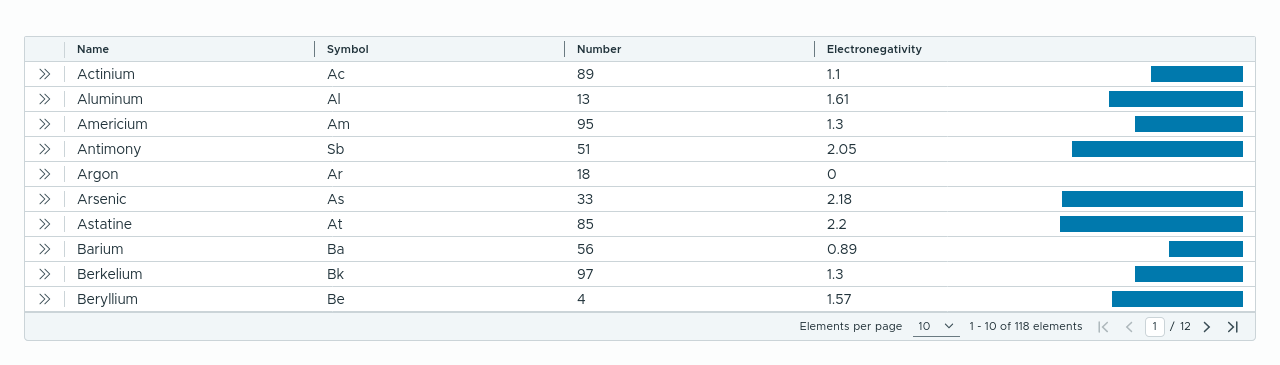 Name Symbol Number Electronegativity
Actinium Ac 89 1.1
Aluminum Al 13 1.61
Americium Am 95 1.3
Antimony Sb 51 2.05
Argon Ar 18 0
Arsenic As 33 2.18
Astatine At 85 2.2
Barium Ba 56 0.89
Berkelium Bk 97 1.3
Beryllium Be 4 1.57
Elements per page 10 1 - 10 of 118 elements 1 / 12